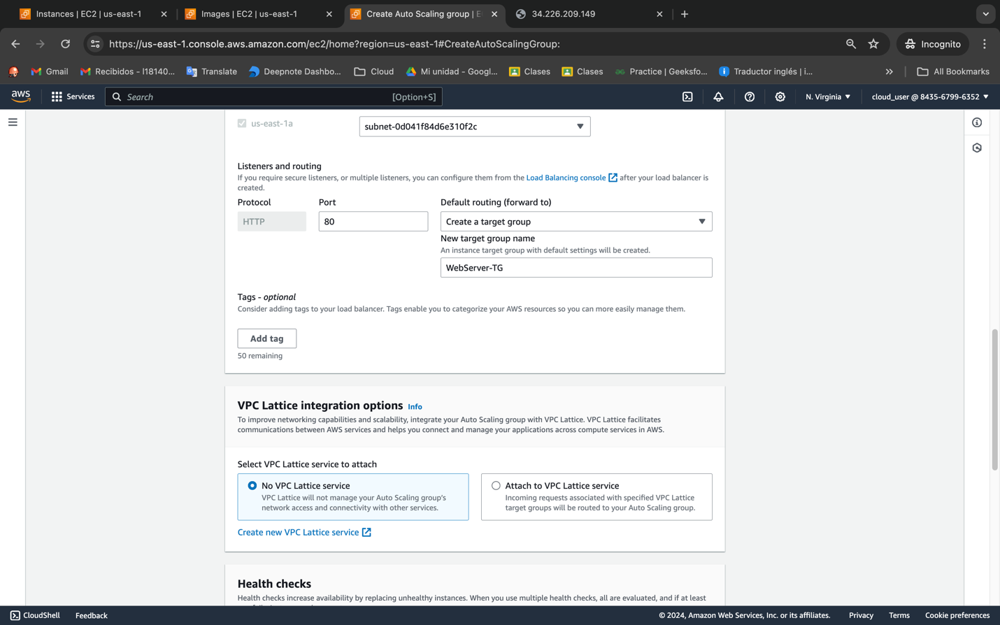 Instances | EC2 | us-east-1
Images | EC2 | us-east-1
Create Auto Scaling group | E
34.226.209.149
https://us-east-1.console.aws.amazon.com/ec2/home?region=us-east-1#CreateAutoScalingGroup:
Incognito
Gmail
Recibidos - l18140...
Translate
Deepnote Dashbo...
Cloud
Mi unidad - Googl...
Clases
Clases
Practice | Geeksfo...
Traductor inglés | i...
All Bookmarks
aws
Services
Search
[Option+S]
N. Virginia
cloud_user @ 8435-6799-6352
us-east-1a
subnet-0d041f84d6e310f2c
Listeners and routing
If you require secure listeners, or multiple listeners, you can configure them from the Load Balancing console after your load balancer is
created.
Protocol
Port
Default routing (forward to)
HTTP
80
Create a target group
New target group name
An instance target group with default settings will be created.
WebServer-TG
Tags - optional
Consider adding tags to your load balancer. Tags enable you to categorize your AWS resources so you can more easily manage them.
Add tag
50 remaining
VPC Lattice integration options Info
To improve networking capabilities and scalability, integrate your Auto Scaling group with VPC Lattice. VPC Lattice facilitates
communications between AWS services and helps you connect and manage your applications across compute services in AWS.
Select VPC Lattice service to attach
No VPC Lattice service
VPC Lattice will not manage your Auto Scaling group's
network access and connectivity with other services.
Attach to VPC Lattice service
Incoming requests associated with specified VPC Lattice
target groups will be routed to your Auto Scaling group.
Create new VPC Lattice service
Health checks
Health checks increase availability by replacing unhealthy instances. When you use multiple health checks, all are evaluated, and if at least
CloudShell
Feedback
© 2024, Amazon Web Services, Inc. or its affiliates.
Privacy
Terms
Cookie preferences